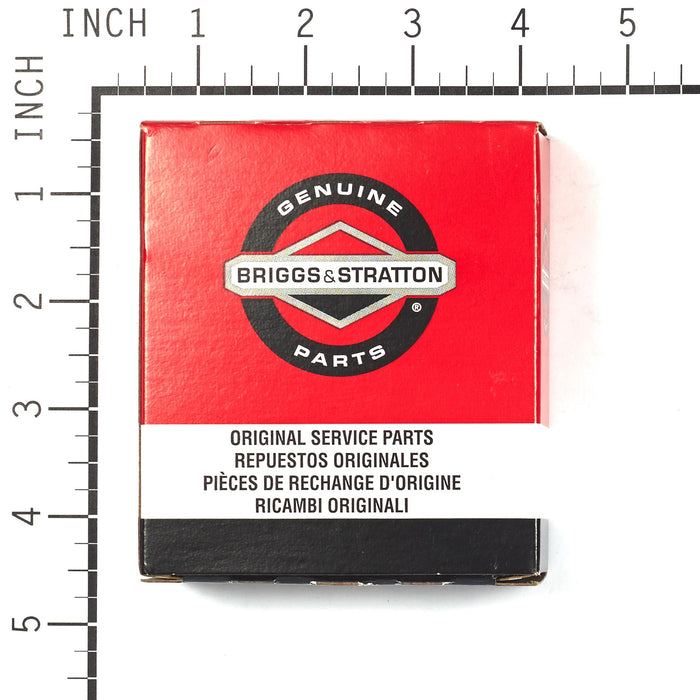 INCH 1 2 3 4 5
INCH
1
2
3
4
5
GENUINE
BRIGGS & STRATTON
®
PARTS
ORIGINAL SERVICE PARTS
REPUESTOS ORIGINALES
PIÈCES DE RECHANGE D'ORIGINE
RICAMBI ORIGINALI